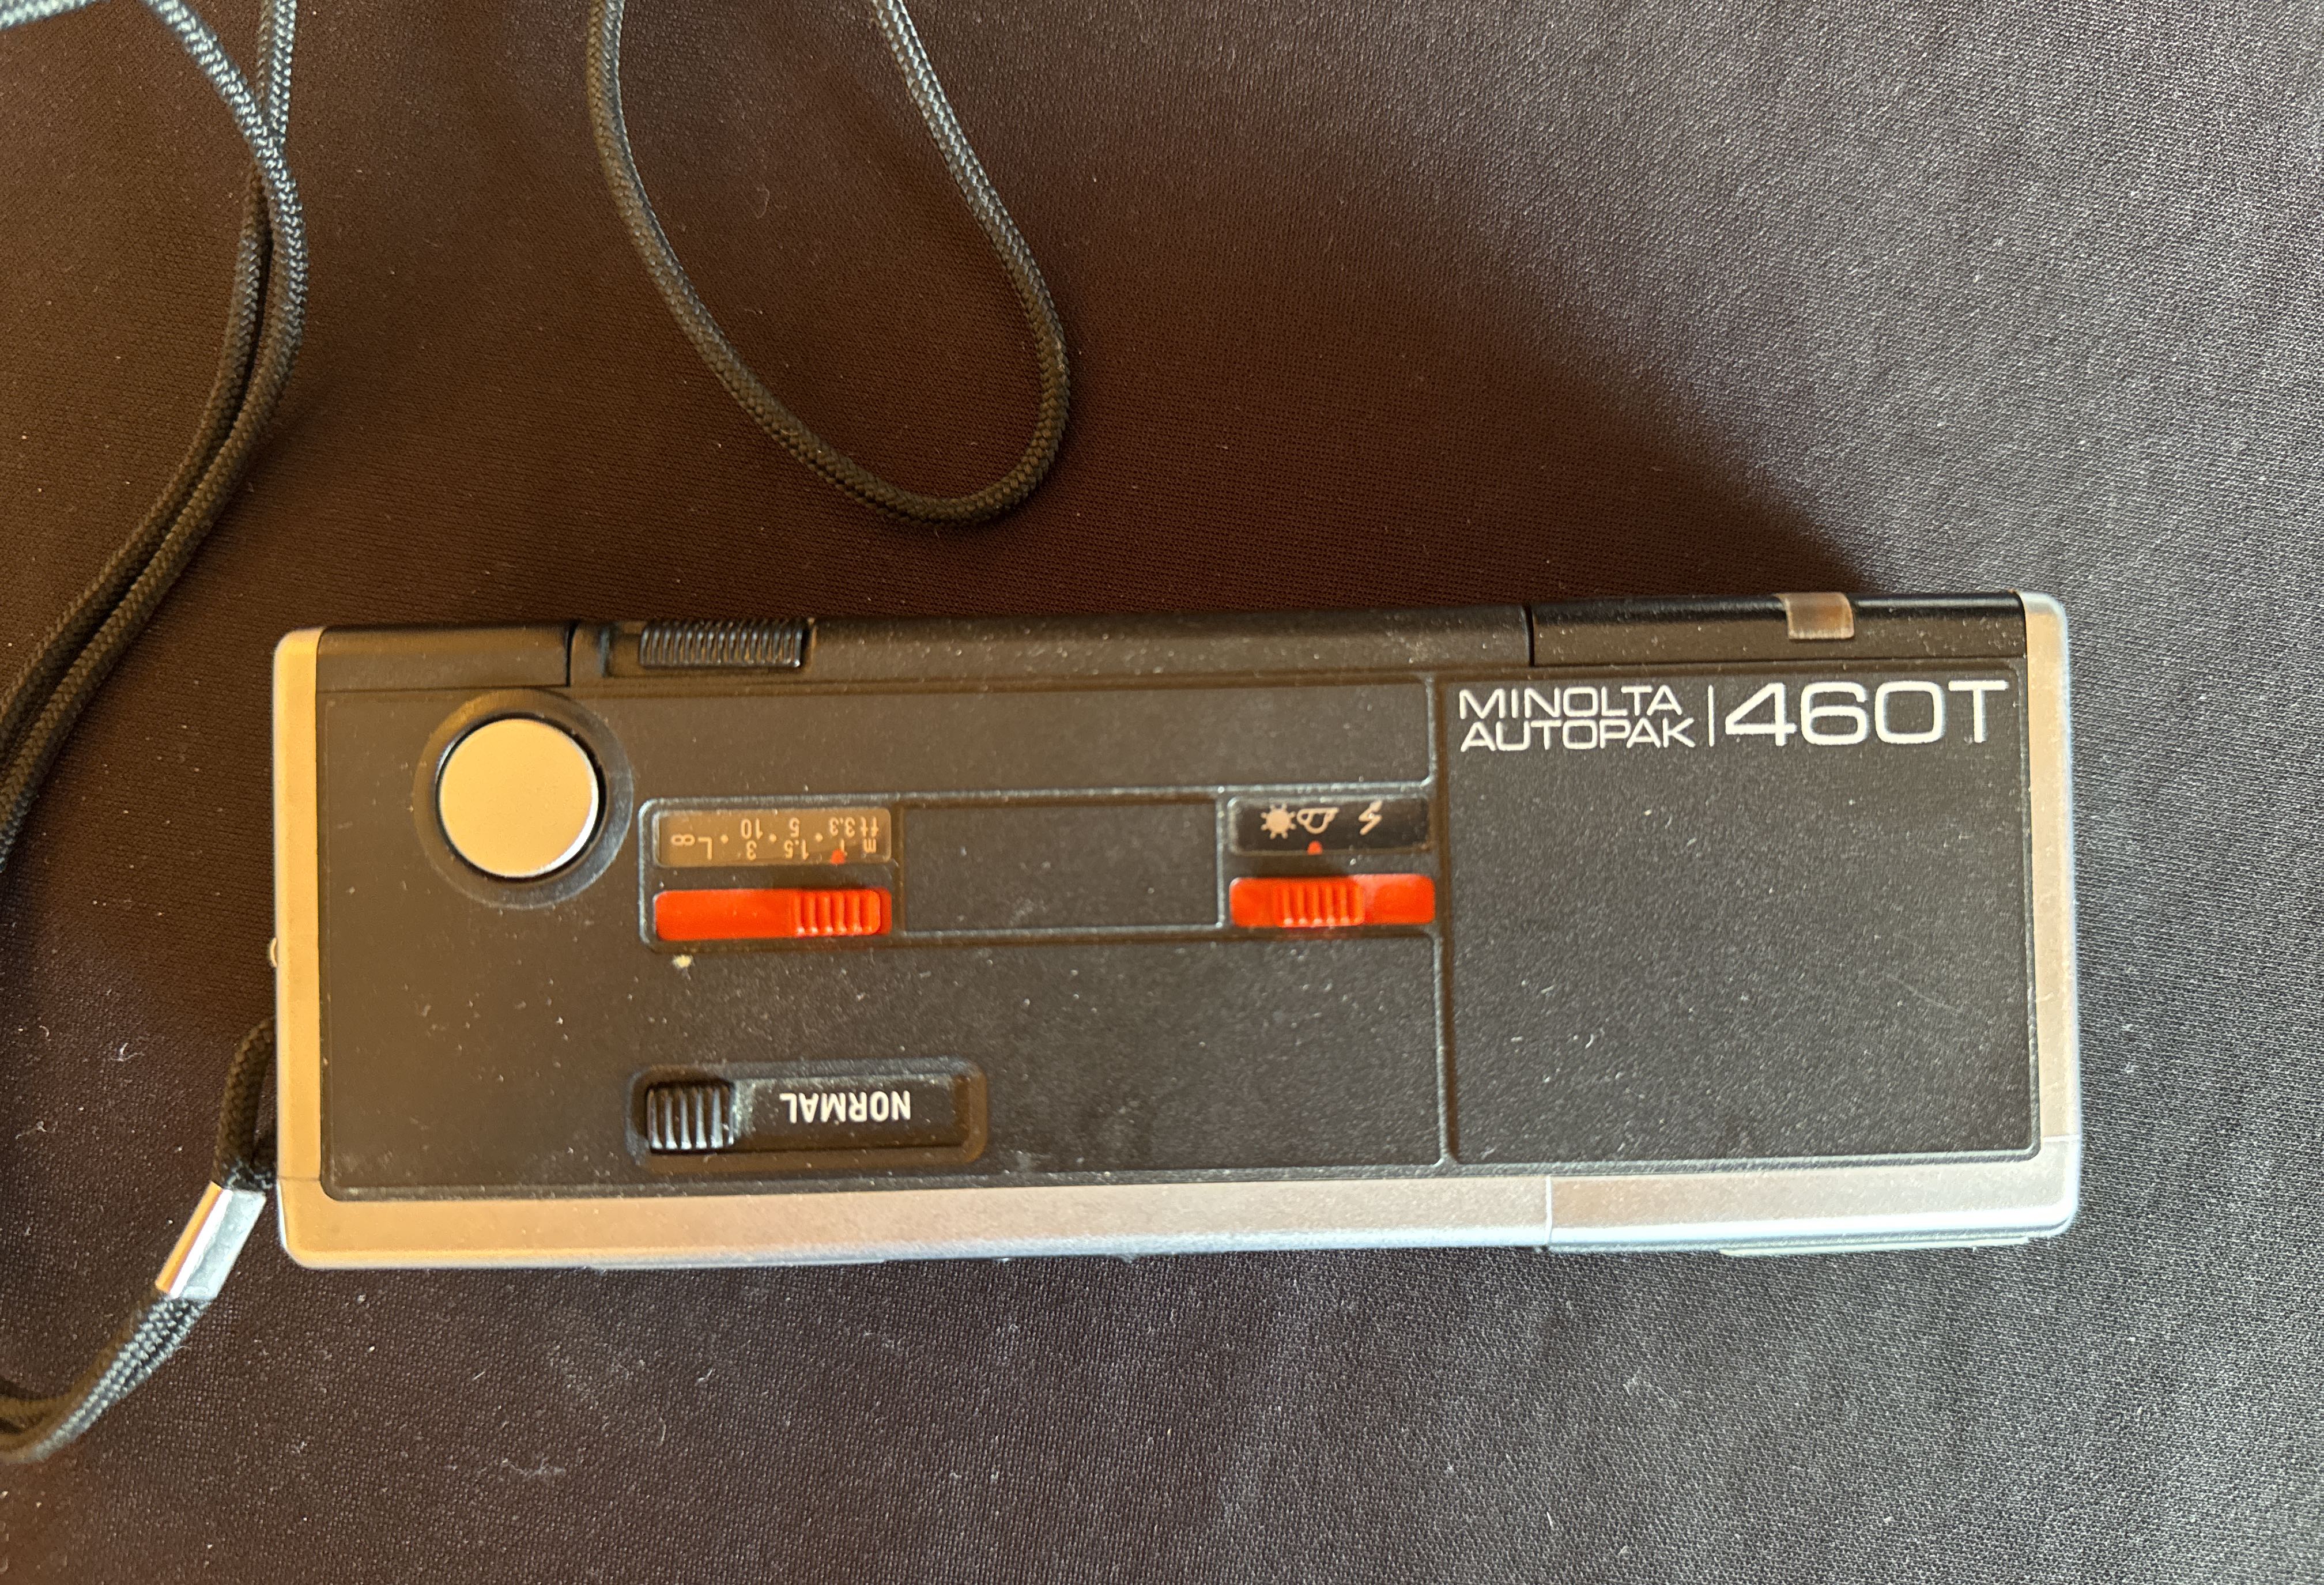 MINOLTA
AUTOPAK | 460T
ft 3.3 5 10
m 1 1.5 3 L ∞
NORMAL